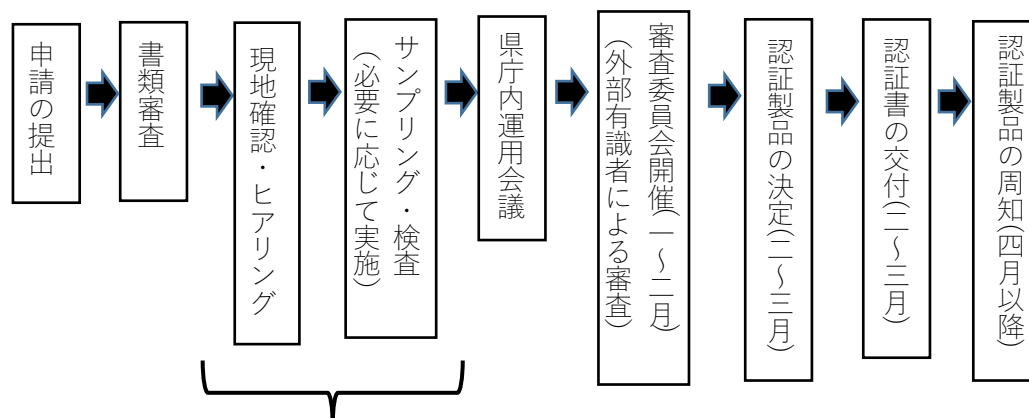 申請の提出
書類審査
現地確認・ヒアリング
サンプリング・検査
(必要に応じて実施)
県庁内運用会議
審査委員会開催(一～二月)
(外部有識者による審査)
認証製品の決定(二～三月)
認証書の交付(二～三月)
認証製品の周知(四月以降)